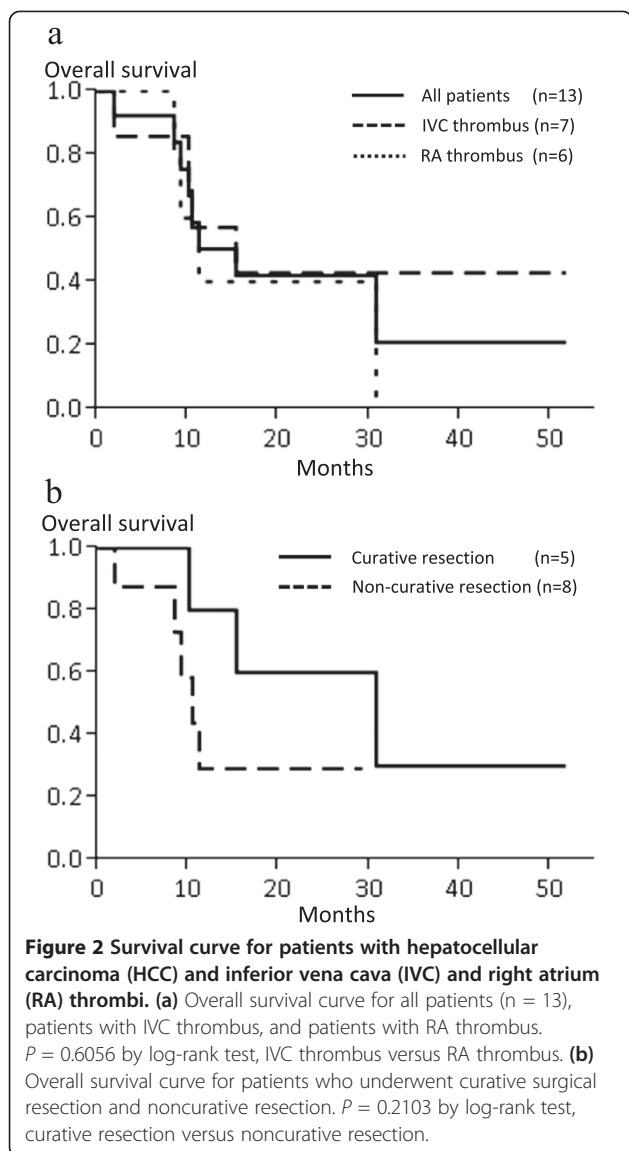 a
Overall survival
1.0
0.8
0.6
0.4
0.2
0.0
All patients (n=13)
IVC thrombus (n=7)
RA thrombus (n=6)
0 10 20 30 40 50
Months
b
Overall survival
1.0
0.8
0.6
0.4
0.2
0.0
Curative resection (n=5)
Non-curative resection (n=8)
0 10 20 30 40 50
Months
Figure 2 Survival curve for patients with hepatocellular
carcinoma (HCC) and inferior vena cava (IVC) and right atrium
(RA) thrombi. (a) Overall survival curve for all patients (n = 13),
patients with IVC thrombus, and patients with RA thrombus.
P = 0.6056 by log-rank test, IVC thrombus versus RA thrombus. (b)
Overall survival curve for patients who underwent curative surgical
resection and noncurative resection. P = 0.2103 by log-rank test,
curative resection versus noncurative resection.